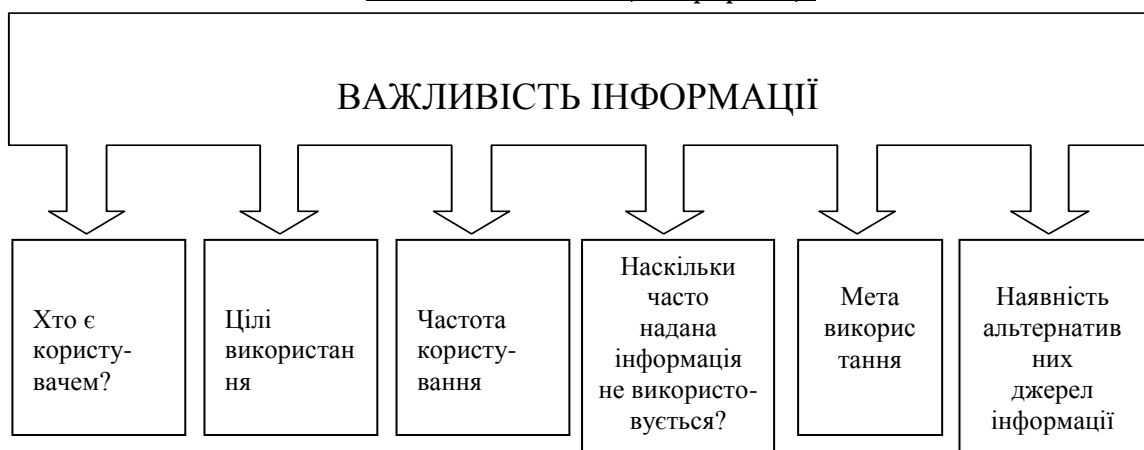 ВАЖЛИВІСТЬ ІНФОРМАЦІЇ
Хто є
користу-
вачем?
Цілі
використан
ня
Частота
користу-
вання
Наскільки
часто
надана
інформація
не використо-
вується?
Мета
викорис
тання
Наявність
альтернатив
них
джерел
інформації